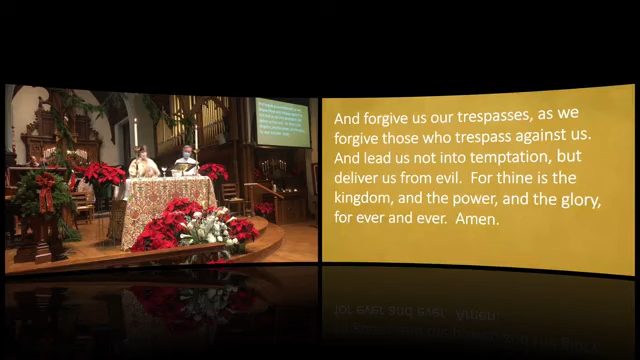 And forgive us our trespasses, as we
forgive those who trespass against us.
And lead us not into temptation, but
deliver us from evil.  For thine is the
kingdom, and the power, and the glory,
for ever and ever.  Amen.